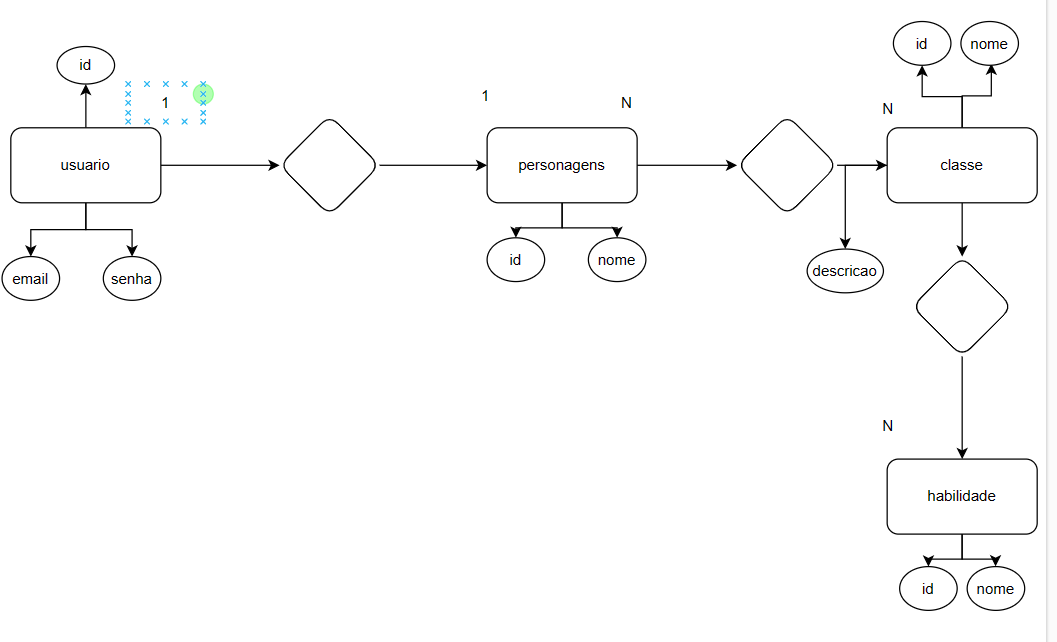 id
nome
id
1
1
N
N
usuario
personagens
classe
id
nome
descricao
email
senha
N
habilidade
id
nome